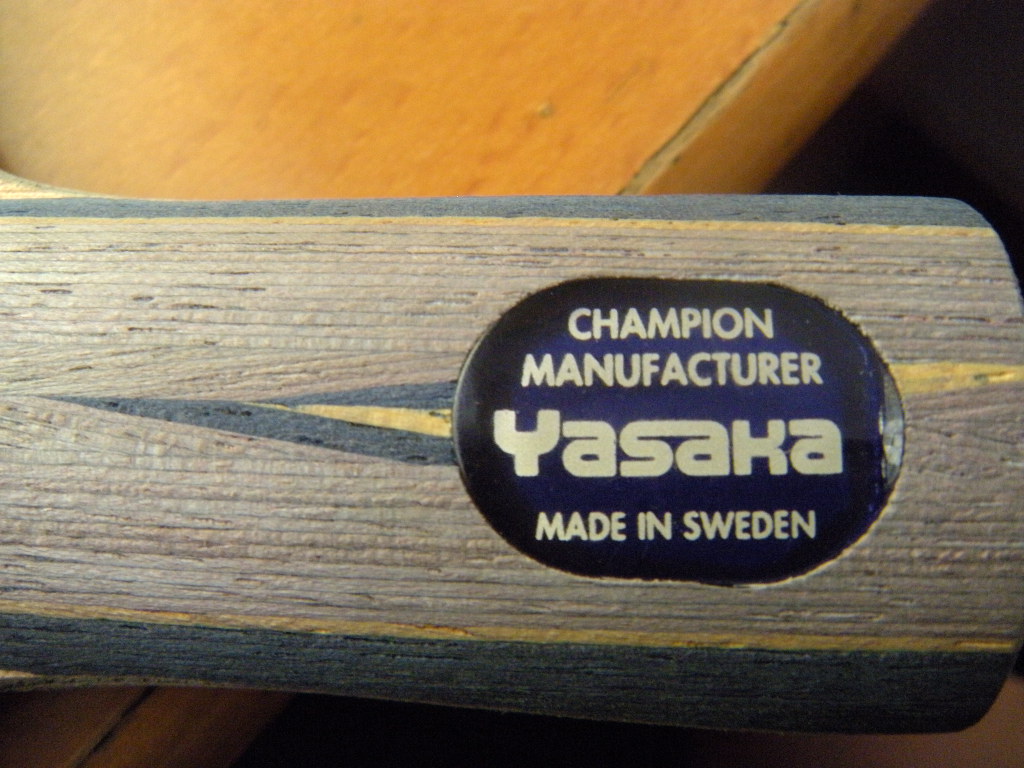 CHAMPION
MANUFACTURER
Yasaka
MADE IN SWEDEN